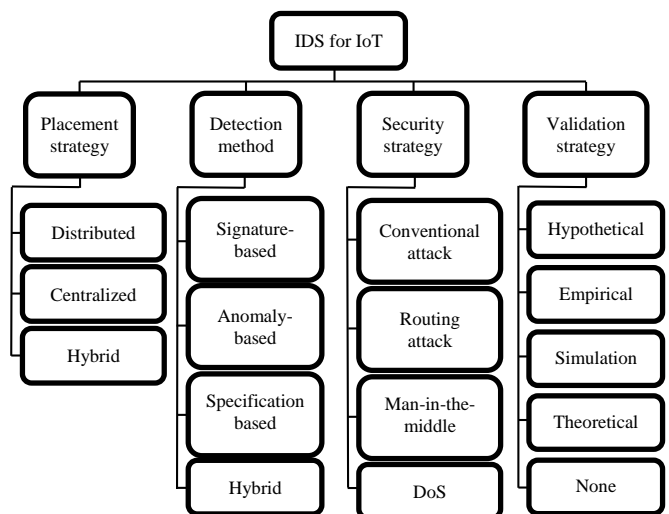 IDS for IoT
Placement
strategy
Detection
method
Security
strategy
Validation
strategy
Distributed
Centralized
Hybrid
Signature-
based
Anomaly-
based
Specification
based
Hybrid
Conventional
attack
Routing
attack
Man-in-the-
middle
DoS
Hypothetical
Empirical
Simulation
Theoretical
None